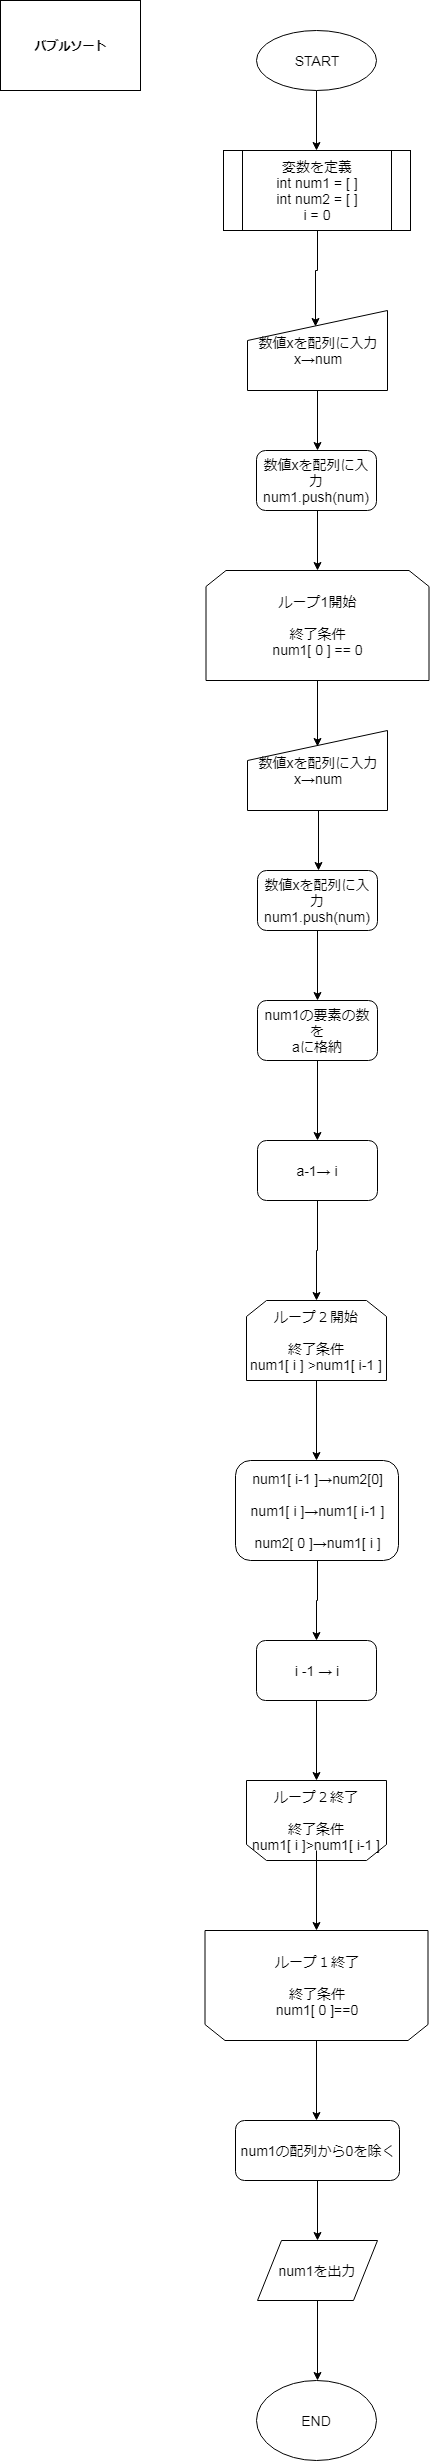 バブルソート
START
変数を定義
int num1 = [ ]
int num2 = [ ]
i = 0
数値xを配列に入力
x→num
数値xを配列に入
力
num1.push(num)
ループ1開始
終了条件
num1[ 0 ] == 0
数値xを配列に入力
x→num
数値xを配列に入
力
num1.push(num)
num1の要素の数
を
aに格納
a-1→ i
ループ２開始
終了条件
num1[ i ] >num1[ i-1 ]
num1[ i-1 ]→num2[0]
num1[ i ]→num1[ i-1 ]
num2[ 0 ]→num1[ i ]
i -1 → i
ループ２終了
終了条件
num1[ i ]>num1[ i-1 ]
ループ１終了
終了条件
num1[ 0 ]==0
num1の配列から0を除く
num1を出力
END